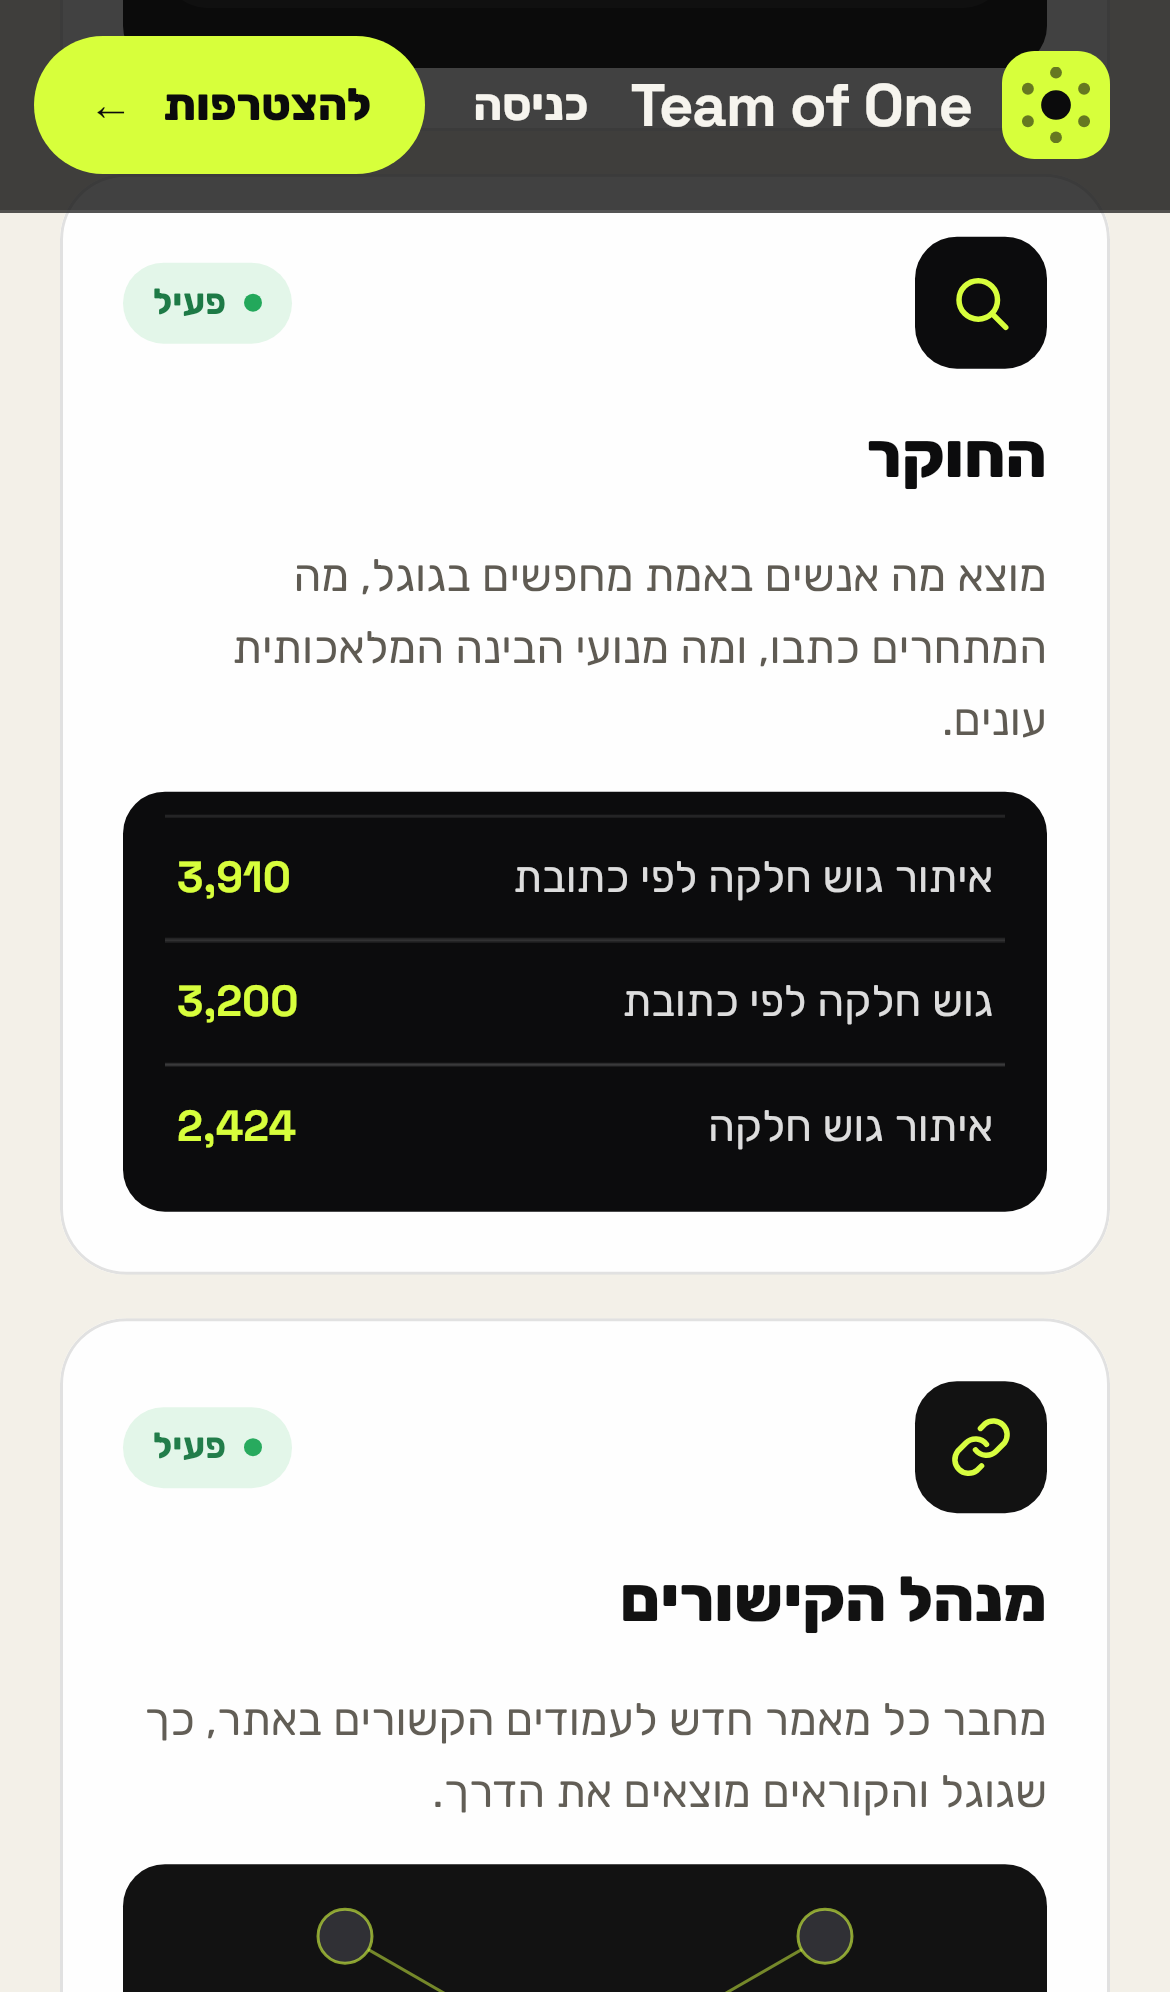 Team of One
כניסה
להצטרפות ←
פעיל
החוקר
מוצא מה אנשים באמת מחפשים בגוגל, מה
המתחרים כתבו, ומה מנועי הבינה המלאכותית
עונים.
איתור גוש חלקה לפי כתובת 3,910
גוש חלקה לפי כתובת 3,200
איתור גוש חלקה 2,424
פעיל
מנהל הקישורים
מחבר כל מאמר חדש לעמודים הקשורים באתר, כך
שגוגל והקוראים מוצאים את הדרך.